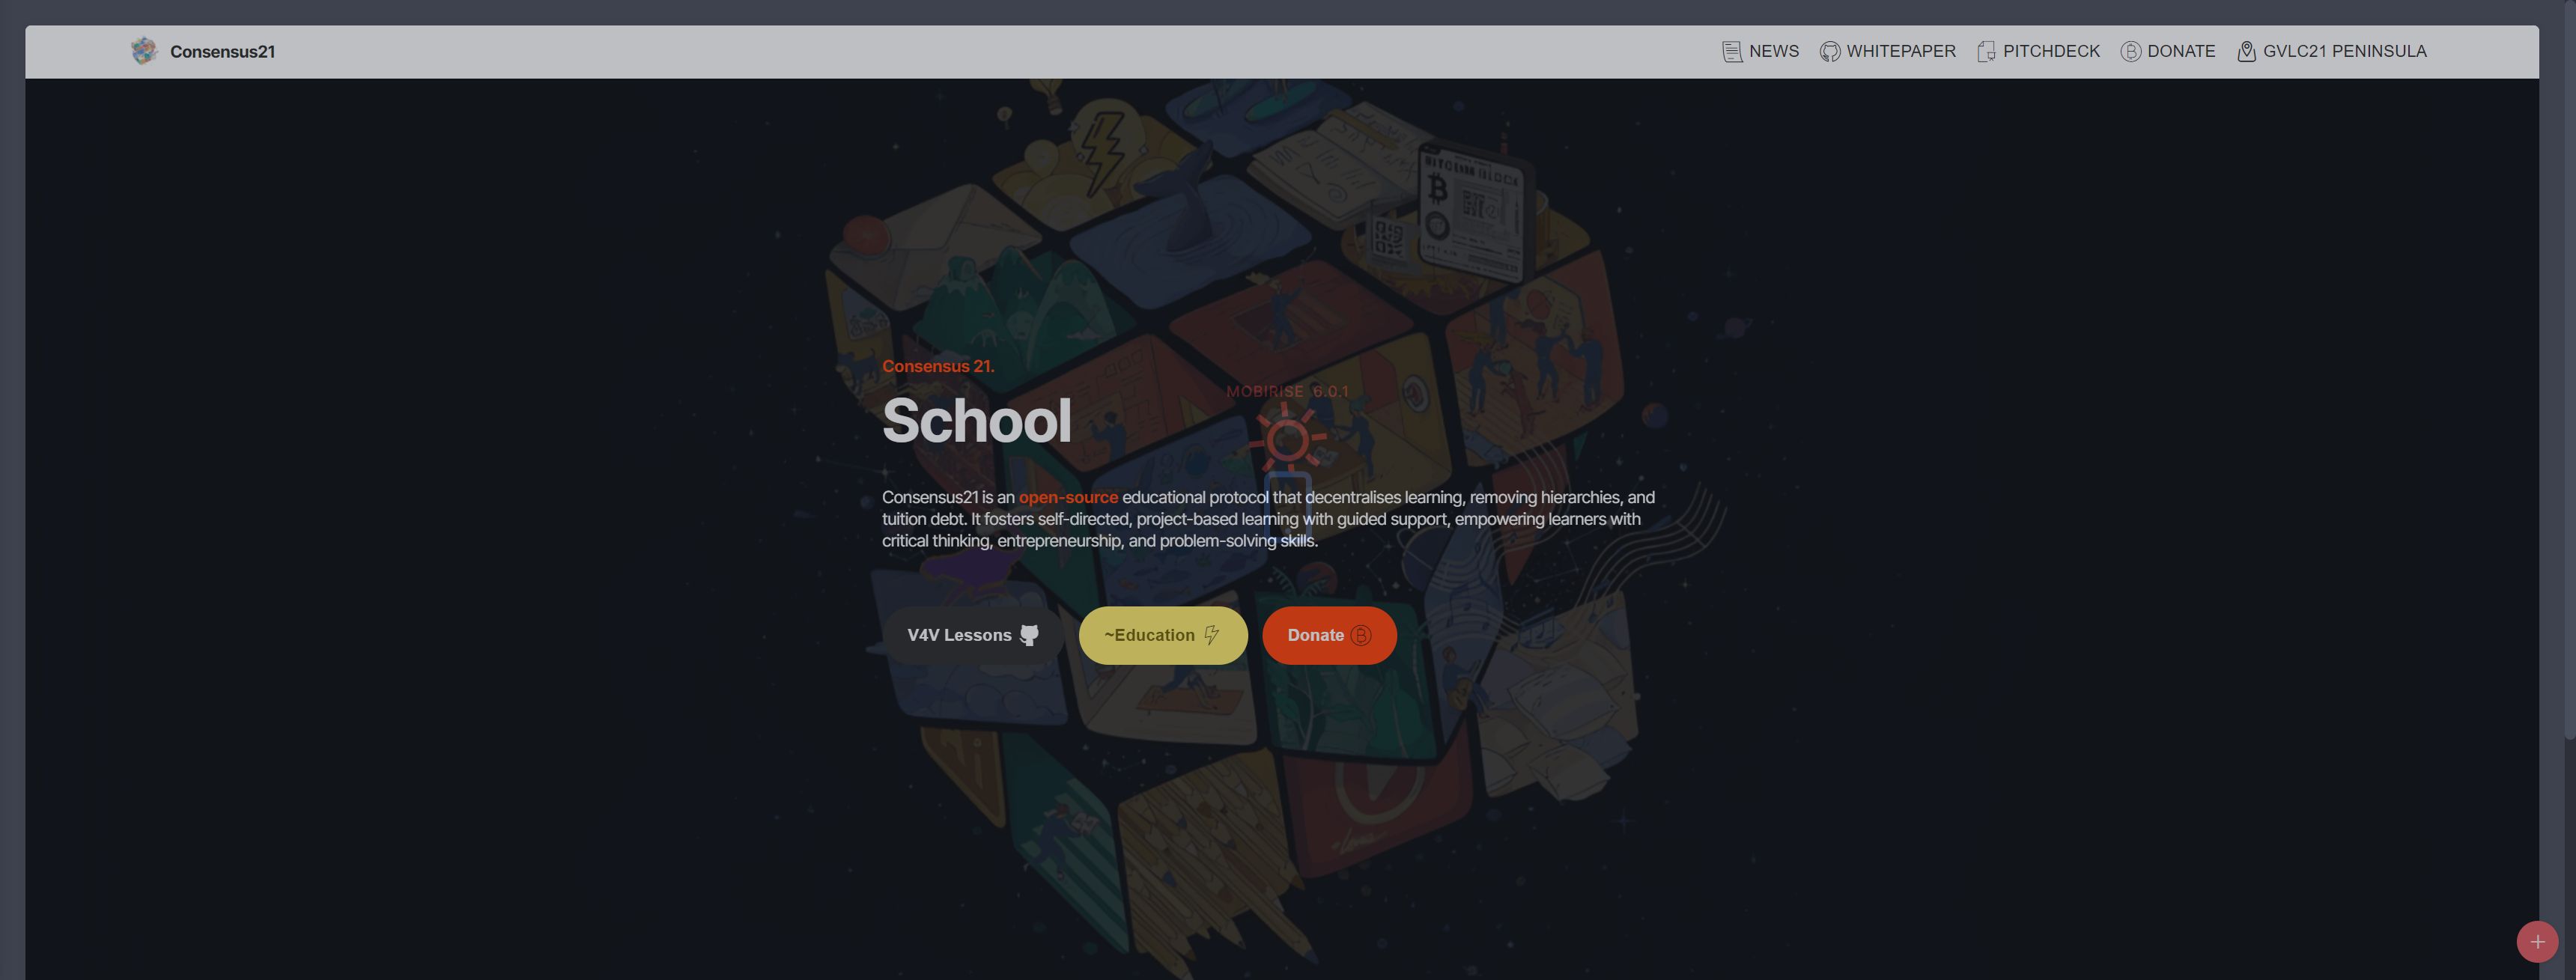 Consensus21
NEWS
WHITEPAPER
PITCHDECK
DONATE
GVLC21 PENINSULA
BITCOIN BLOCK
Consensus 21.
MOBIRISE 6.0.1
School
Consensus21 is an open-source educational protocol that decentralises learning, removing hierarchies, and
tuition debt. It fosters self-directed, project-based learning with guided support, empowering learners with
critical thinking, entrepreneurship, and problem-solving skills.
V4V Lessons
~Education
Donate